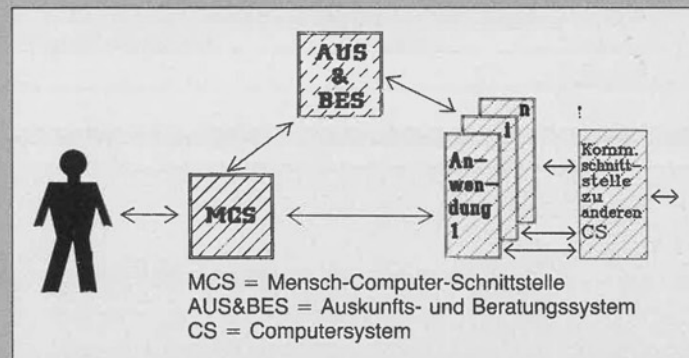 AUS
&
BES
n
i
An-
wen-
dung
1
Komm.
schnitt-
stelle
zu
anderen
CS
MCS
MCS = Mensch-Computer-Schnittstelle
AUS&BES = Auskunfts- und Beratungssystem
CS = Computersystem